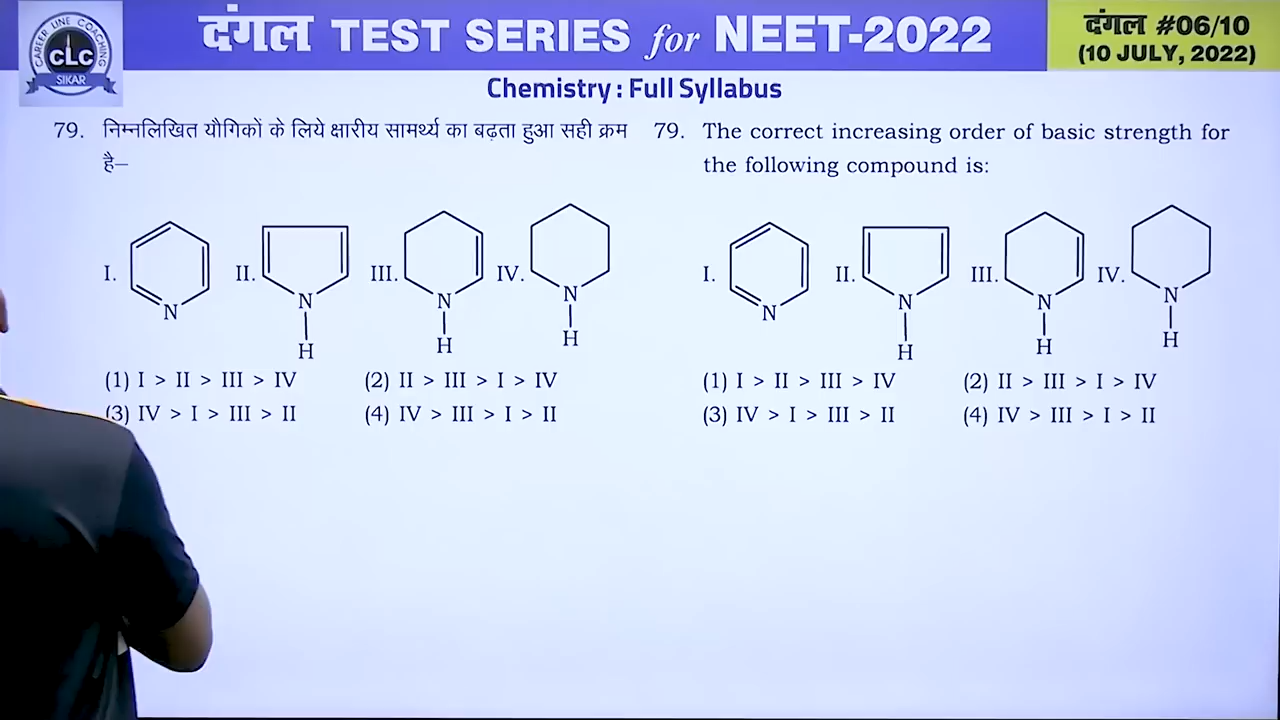 CAREER LINE COACHING
CLC
SIKAR
दंगल TEST SERIES for NEET-2022
दंगल #06/10
(10 JULY, 2022)
Chemistry : Full Syllabus
79. निम्नलिखित यौगिकों के लिये क्षारीय सामर्थ्य का बढ़ता हुआ सही क्रम
है–
I. N
II. N H
III. N H
IV. N H
(1) I > II > III > IV (2) II > III > I > IV
(3) IV > I > III > II (4) IV > III > I > II
79. The correct increasing order of basic strength for
the following compound is:
I. N
II. N H
III. N H
IV. N H
(1) I > II > III > IV (2) II > III > I > IV
(3) IV > I > III > II (4) IV > III > I > II